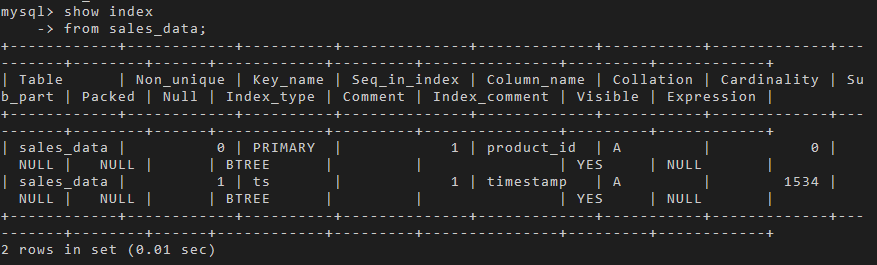 mysql> show index
    -> from sales_data;
+------------+------------+----------+--------------+-------------+-----------+-------------+---
-------+--------+------+------------+---------+---------------+---------+------------+
| Table      | Non_unique | Key_name | Seq_in_index | Column_name | Collation | Cardinality | Su
b_part | Packed | Null | Index_type | Comment | Index_comment | Visible | Expression |
+------------+------------+----------+--------------+-------------+-----------+-------------+---
-------+--------+------+------------+---------+---------------+---------+------------+
| sales_data |          0 | PRIMARY  |            1 | product_id  | A         |           0 |
  NULL |   NULL |      | BTREE      |         |               | YES     | NULL       |
| sales_data |          1 | ts       |            1 | timestamp   | A         |        1534 |
  NULL |   NULL |      | BTREE      |         |               | YES     | NULL       |
+------------+------------+----------+--------------+-------------+-----------+-------------+---
-------+--------+------+------------+---------+---------------+---------+------------+
2 rows in set (0.01 sec)